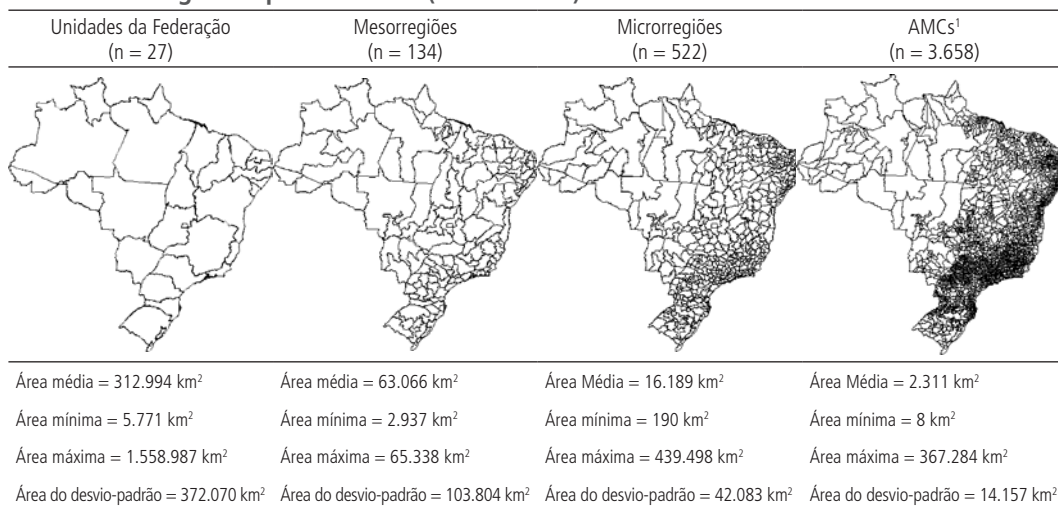 Unidades da Federação
(n = 27)
Mesorregiões
(n = 134)
Microrregiões
(n = 522)
AMCs¹
(n = 3.658)
Área média = 312.994 km²
Área média = 63.066 km²
Área Média = 16.189 km²
Área Média = 2.311 km²
Área mínima = 5.771 km²
Área mínima = 2.937 km²
Área mínima = 190 km²
Área mínima = 8 km²
Área máxima = 1.558.987 km²
Área máxima = 65.338 km²
Área máxima = 439.498 km²
Área máxima = 367.284 km²
Área do desvio-padrão = 372.070 km²
Área do desvio-padrão = 103.804 km²
Área do desvio-padrão = 42.083 km²
Área do desvio-padrão = 14.157 km²